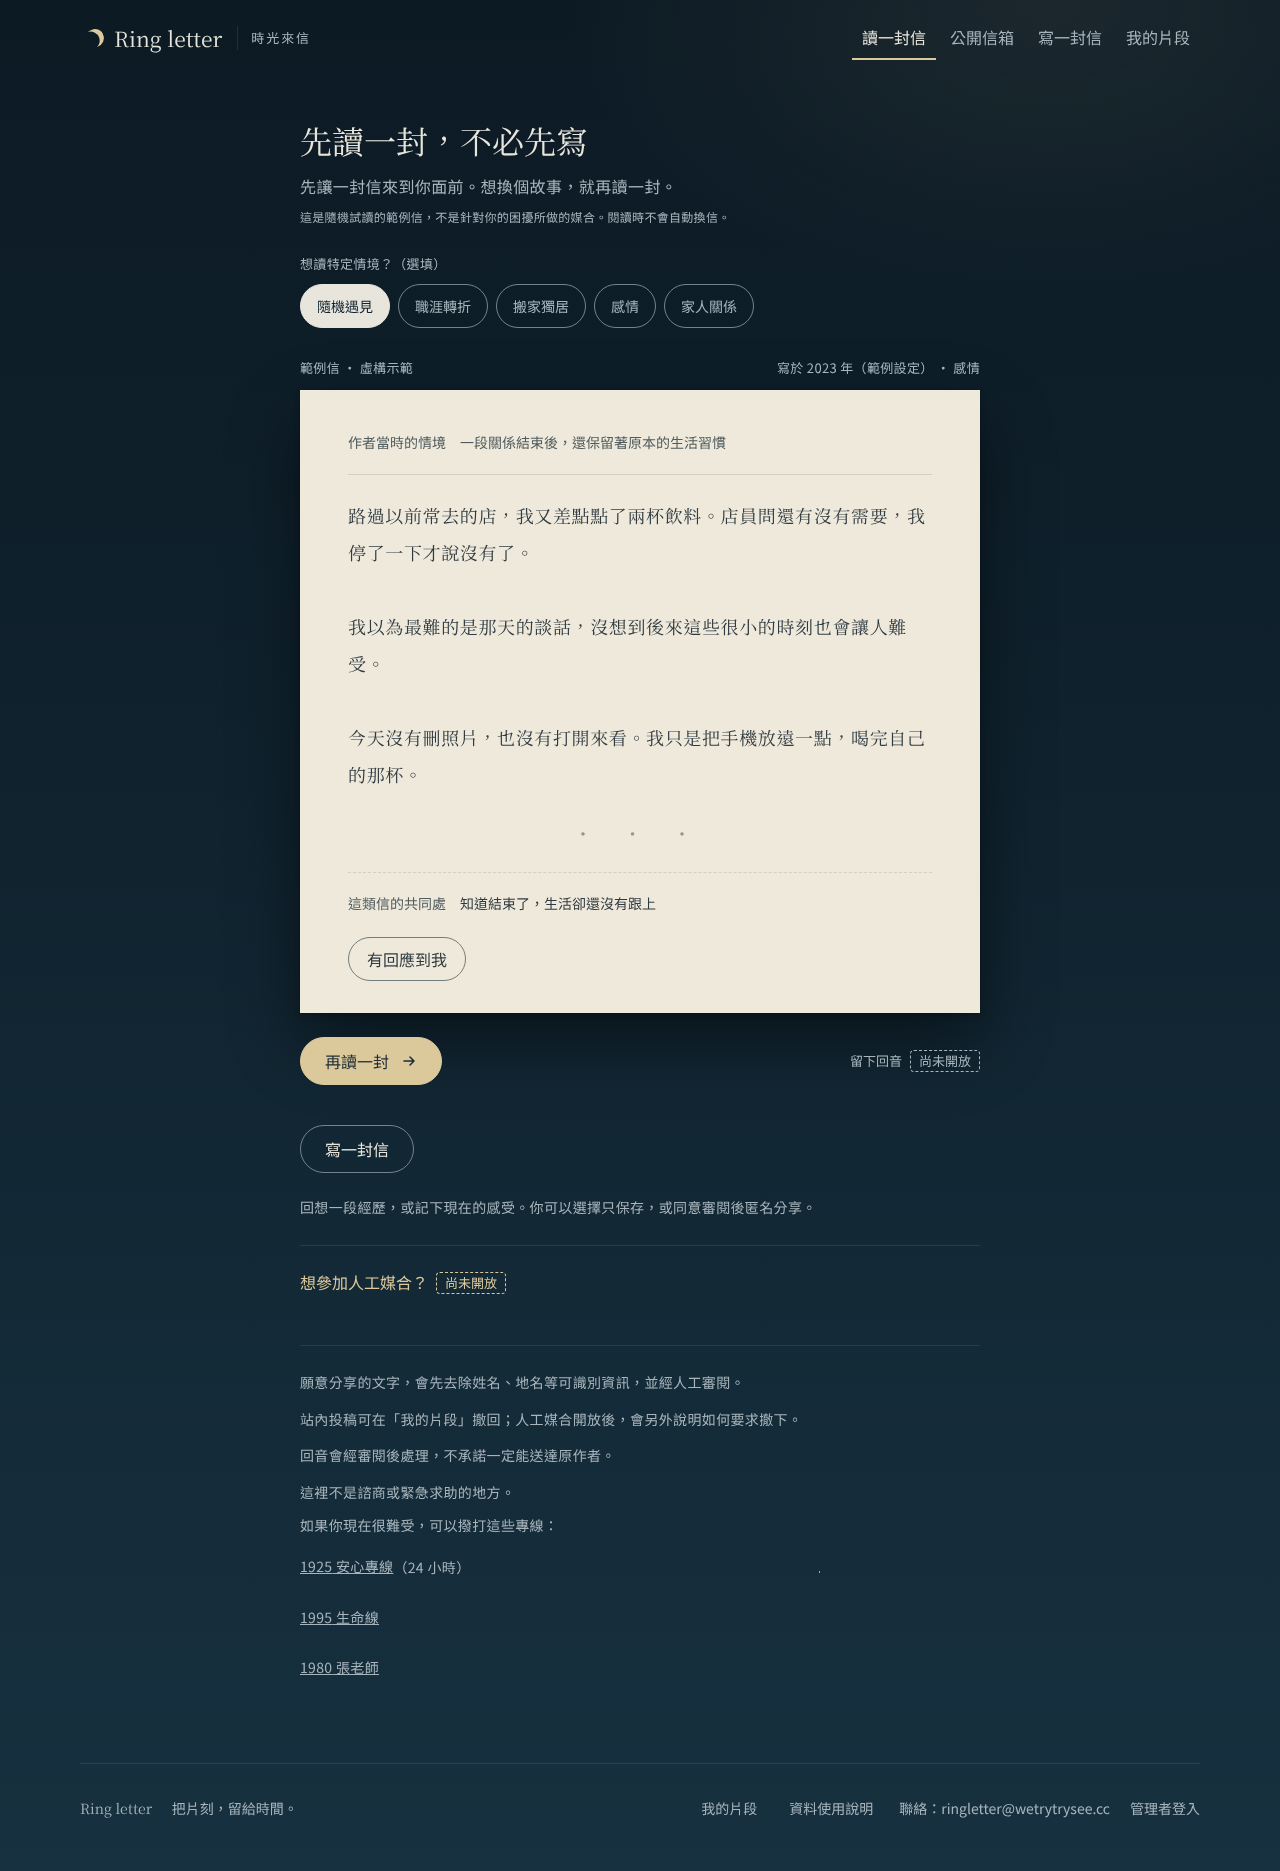 Ring letter 時光來信 讀一封信 公開信箱 寫一封信 我的片段
先讀一封，不必先寫
先讓一封信來到你面前。想換個故事，就再讀一封。
這是隨機試讀的範例信，不是針對你的困擾所做的媒合。閱讀時不會自動換信。
想讀特定情境？（選填）
隨機遇見 職涯轉折 搬家獨居 感情 家人關係
範例信 · 虛構示範 寫於 2023 年（範例設定） · 感情
作者當時的情境 一段關係結束後，還保留著原本的生活習慣
路過以前常去的店，我又差點點了兩杯飲料。店員問還有沒有需要，我
停了一下才說沒有了。
我以為最難的是那天的談話，沒想到後來這些很小的時刻也會讓人難
受。
今天沒有刪照片，也沒有打開來看。我只是把手機放遠一點，喝完自己
的那杯。
· · ·
這類信的共同處 知道結束了，生活卻還沒有跟上
有回應到我
再讀一封 → 留下回音 尚未開放
寫一封信
回想一段經歷，或記下現在的感受。你可以選擇只保存，或同意審閱後匿名分享。
想參加人工媒合？ 尚未開放
願意分享的文字，會先去除姓名、地名等可識別資訊，並經人工審閱。
站內投稿可在「我的片段」撤回；人工媒合開放後，會另外說明如何要求撤下。
回音會經審閱後處理，不承諾一定能送達原作者。
這裡不是諮商或緊急求助的地方。
如果你現在很難受，可以撥打這些專線：
1925 安心專線（24 小時）
1995 生命線
1980 張老師
Ring letter 把片刻，留給時間。 我的片段 資料使用說明 聯絡：ringletter@wetrytrysee.cc 管理者登入